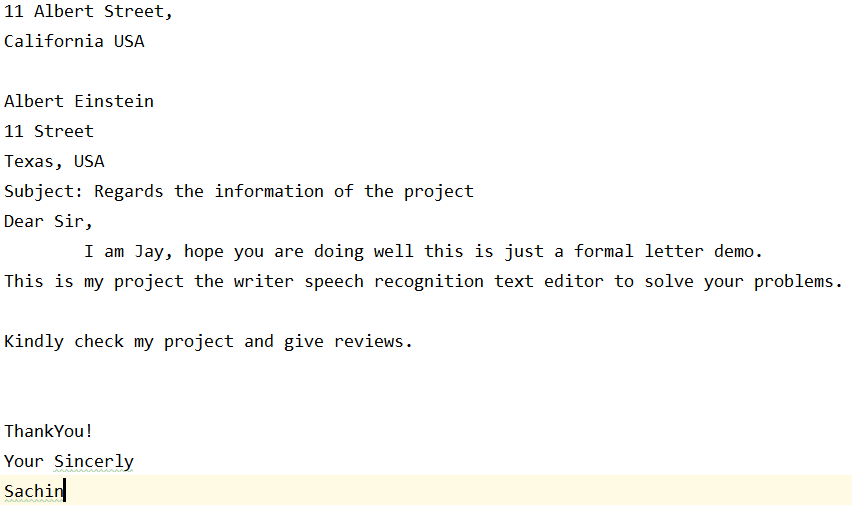 11 Albert Street,
California USA
Albert Einstein
11 Street
Texas, USA
Subject: Regards the information of the project
Dear Sir,
I am Jay, hope you are doing well this is just a formal letter demo.
This is my project the writer speech recognition text editor to solve your problems.
Kindly check my project and give reviews.
ThankYou!
Your Sincerly
Sachin